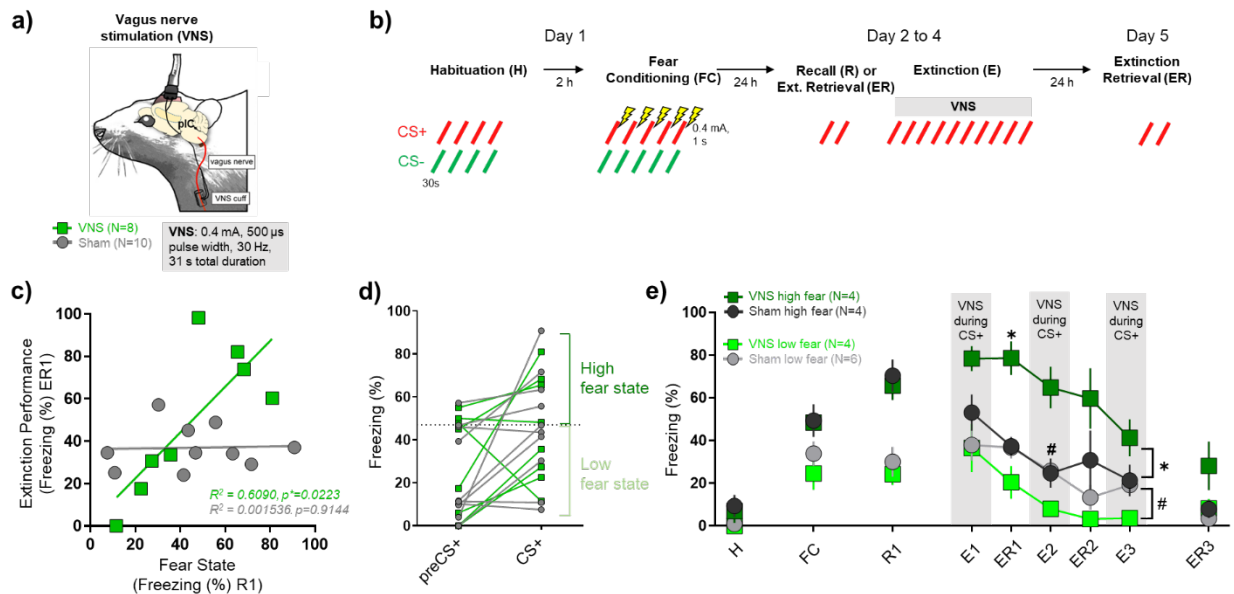 a)
Vagus nerve
stimulation (VNS)
pIC
vagus nerve
VNS cuff
VNS (N=8)
Sham (N=10)
VNS: 0.4 mA, 500 µs
pulse width, 30 Hz,
31 s total duration
b)
Day 1
Day 2 to 4
Day 5
Habituation (H)
2 h
Fear
Conditioning (FC)
24 h
Recall (R) or
Ext. Retrieval (ER)
Extinction (E)
24 h
Extinction
Retrieval (ER)
VNS
CS+
CS-
30s
0.4 mA,
1 s
c)
Extinction Performance
(Freezing (%) ER1)
100
80
60
40
20
0
R² = 0.6090, p*=0.0223
R² = 0.001536. p=0.9144
0 20 40 60 80 100
Fear State
(Freezing (%) R1)
d)
Freezing (%)
100
80
60
40
20
0
High
fear state
Low
fear state
preCS+
CS+
e)
VNS high fear (N=4)
Sham high fear (N=4)
VNS low fear (N=4)
Sham low fear (N=6)
VNS
during
CS+
VNS
during
CS+
VNS
during
CS+
Freezing (%)
100
80
60
40
20
0
*
#
*
#
H FC R1 E1 ER1 E2 ER2 E3 ER3